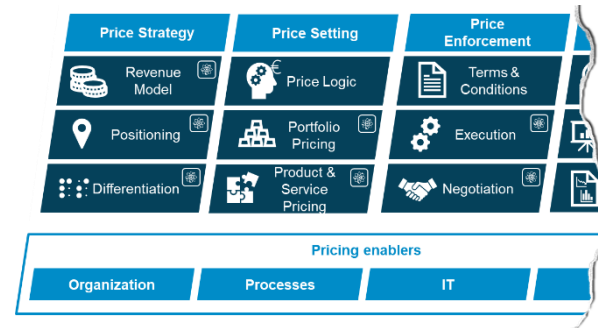 Price Strategy
Price Setting
Price
Enforcement
Revenue
Model
€
Price Logic
Terms &
Conditions
Positioning
Portfolio
Pricing
Execution
Differentiation
Product &
Service
Pricing
Negotiation
Pricing enablers
Organization
Processes
IT